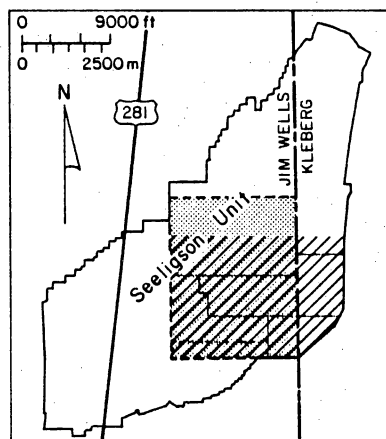 0 9000 ft
0 2500 m
N
281
JIM WELLS
KLEBERG
Seeligson Unit